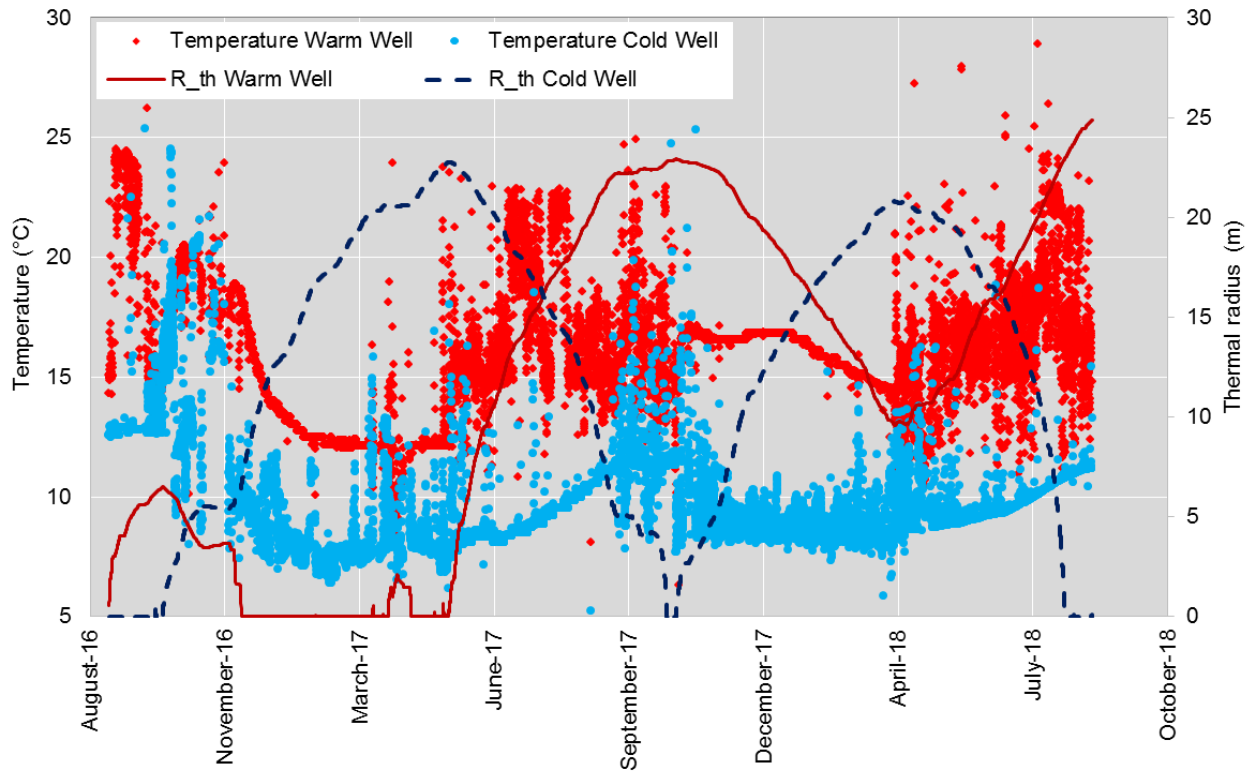 30
25
20
15
10
5
Temperature (°C)
Temperature Warm Well
Temperature Cold Well
R_th Warm Well
R_th Cold Well
30
25
20
15
10
5
0
Thermal radius (m)
August-16
November-16
March-17
June-17
September-17
December-17
April-18
July-18
October-18